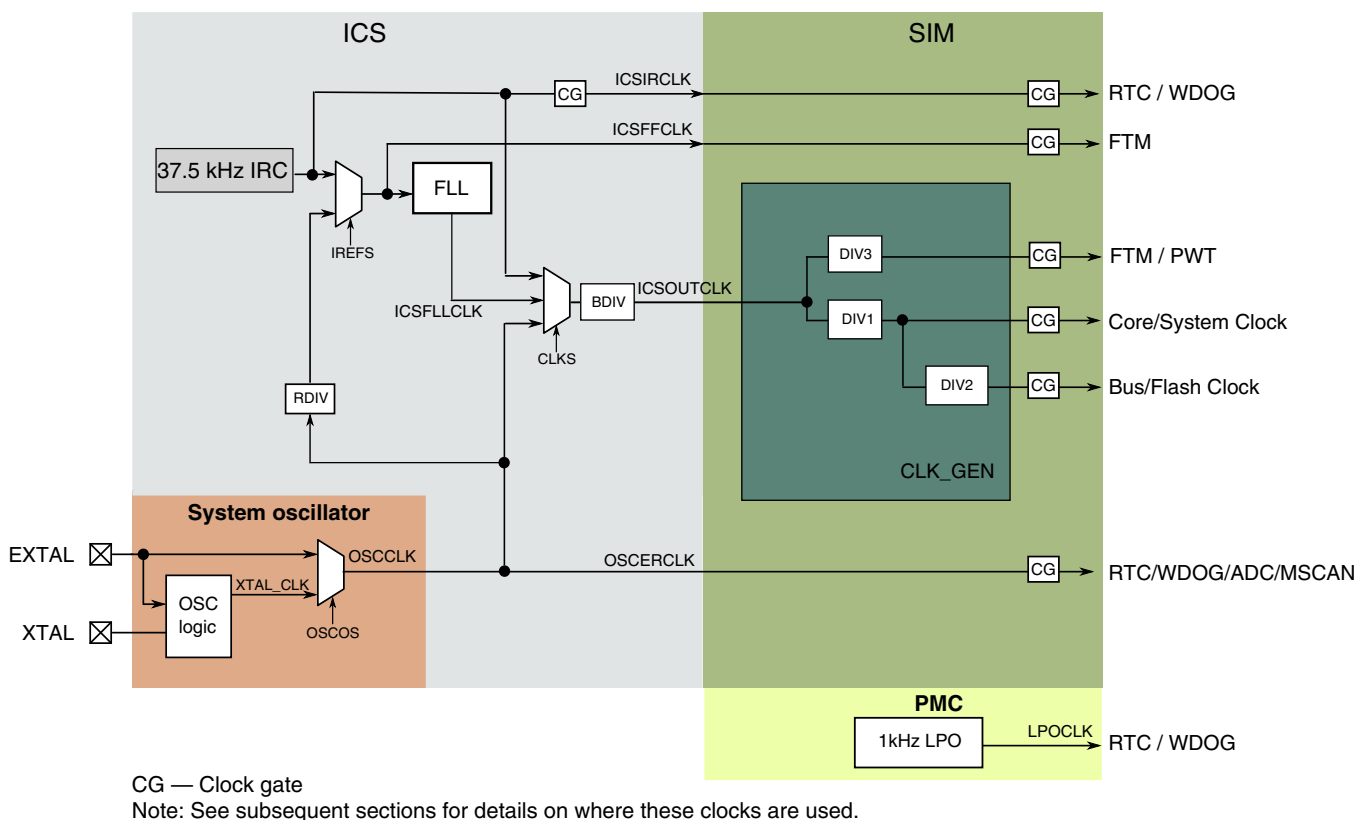 ICS
SIM
ICSIRCLK
CG
CG
RTC / WDOG
ICSFFCLK
CG
FTM
37.5 kHz IRC
FLL
IREFS
DIV3
CG
FTM / PWT
ICSFLLCLK
BDIV
ICSOUTCLK
DIV1
CG
Core/System Clock
CLKS
RDIV
DIV2
CG
Bus/Flash Clock
CLK_GEN
System oscillator
EXTAL
OSCCLK
OSCERCLK
CG
RTC/WDOG/ADC/MSCAN
XTAL_CLK
OSC
logic
XTAL
OSCOS
PMC
1kHz LPO
LPOCLK
RTC / WDOG
CG — Clock gate
Note: See subsequent sections for details on where these clocks are used.